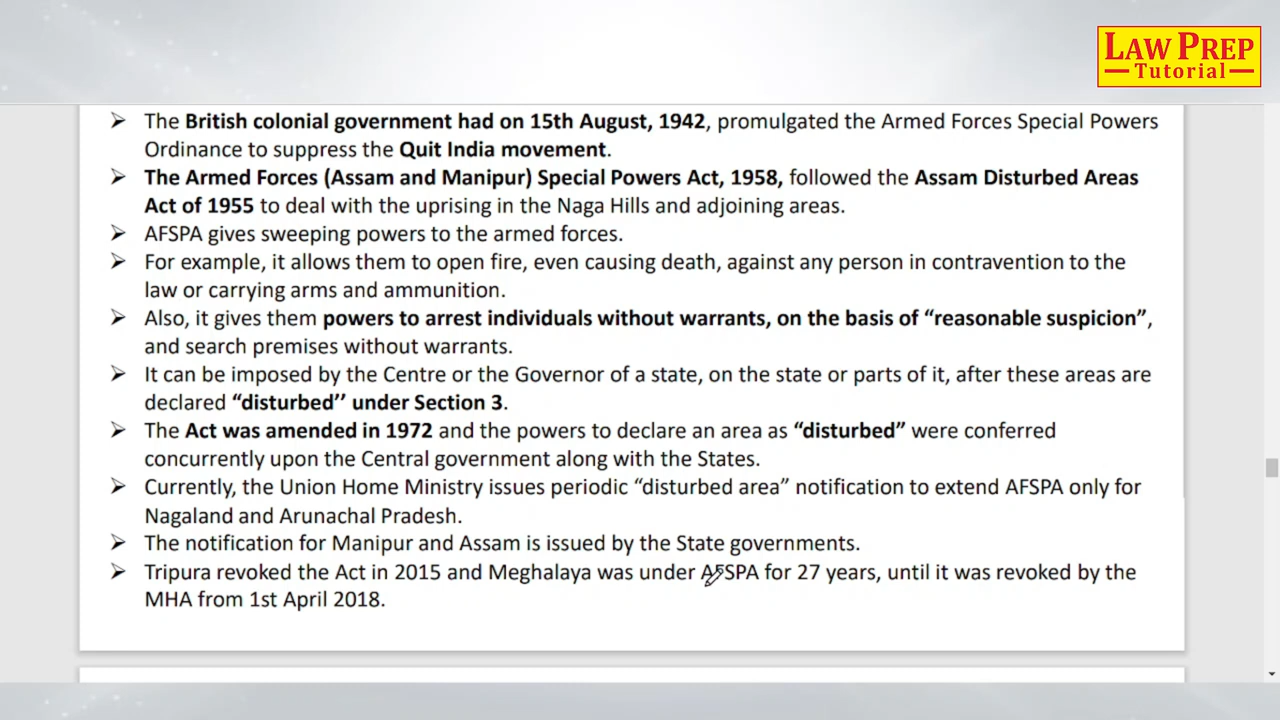 LAW PREP
Tutorial
➢ The British colonial government had on 15th August, 1942, promulgated the Armed Forces Special Powers
Ordinance to suppress the Quit India movement.
➢ The Armed Forces (Assam and Manipur) Special Powers Act, 1958, followed the Assam Disturbed Areas
Act of 1955 to deal with the uprising in the Naga Hills and adjoining areas.
➢ AFSPA gives sweeping powers to the armed forces.
➢ For example, it allows them to open fire, even causing death, against any person in contravention to the
law or carrying arms and ammunition.
➢ Also, it gives them powers to arrest individuals without warrants, on the basis of “reasonable suspicion”,
and search premises without warrants.
➢ It can be imposed by the Centre or the Governor of a state, on the state or parts of it, after these areas are
declared “disturbed’’ under Section 3.
➢ The Act was amended in 1972 and the powers to declare an area as “disturbed” were conferred
concurrently upon the Central government along with the States.
➢ Currently, the Union Home Ministry issues periodic “disturbed area” notification to extend AFSPA only for
Nagaland and Arunachal Pradesh.
➢ The notification for Manipur and Assam is issued by the State governments.
➢ Tripura revoked the Act in 2015 and Meghalaya was under AFSPA for 27 years, until it was revoked by the
MHA from 1st April 2018.